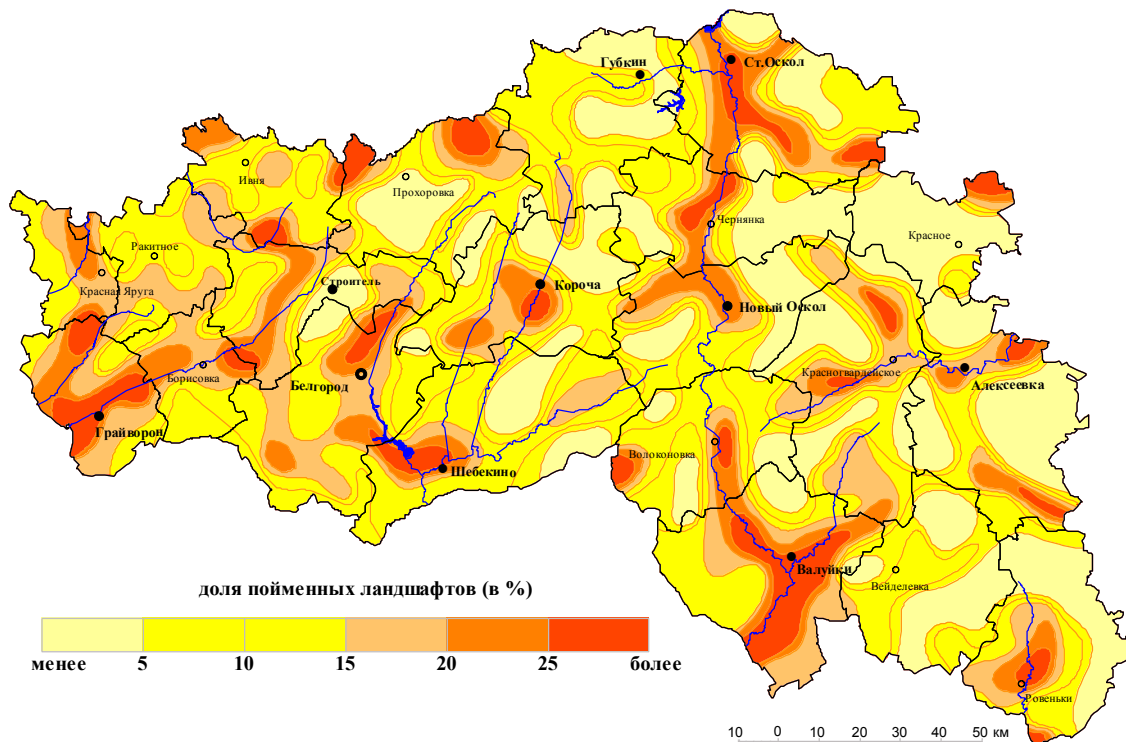 Губкин
Ст.Оскол
Ивня
Прохоровка
Чернянка
Красное
Ракитное
Красная Яруга
Строитель
Короча
Новый Оскол
Борисовка
Белгород
Красногвардейское
Алексеевка
Грайворон
Шебекино
Волоконовка
Валуйки
Вейделевка
Ровеньки
доля пойменных ландшафтов (в %)
менее 5 10 15 20 25 более
10 0 10 20 30 40 50 км